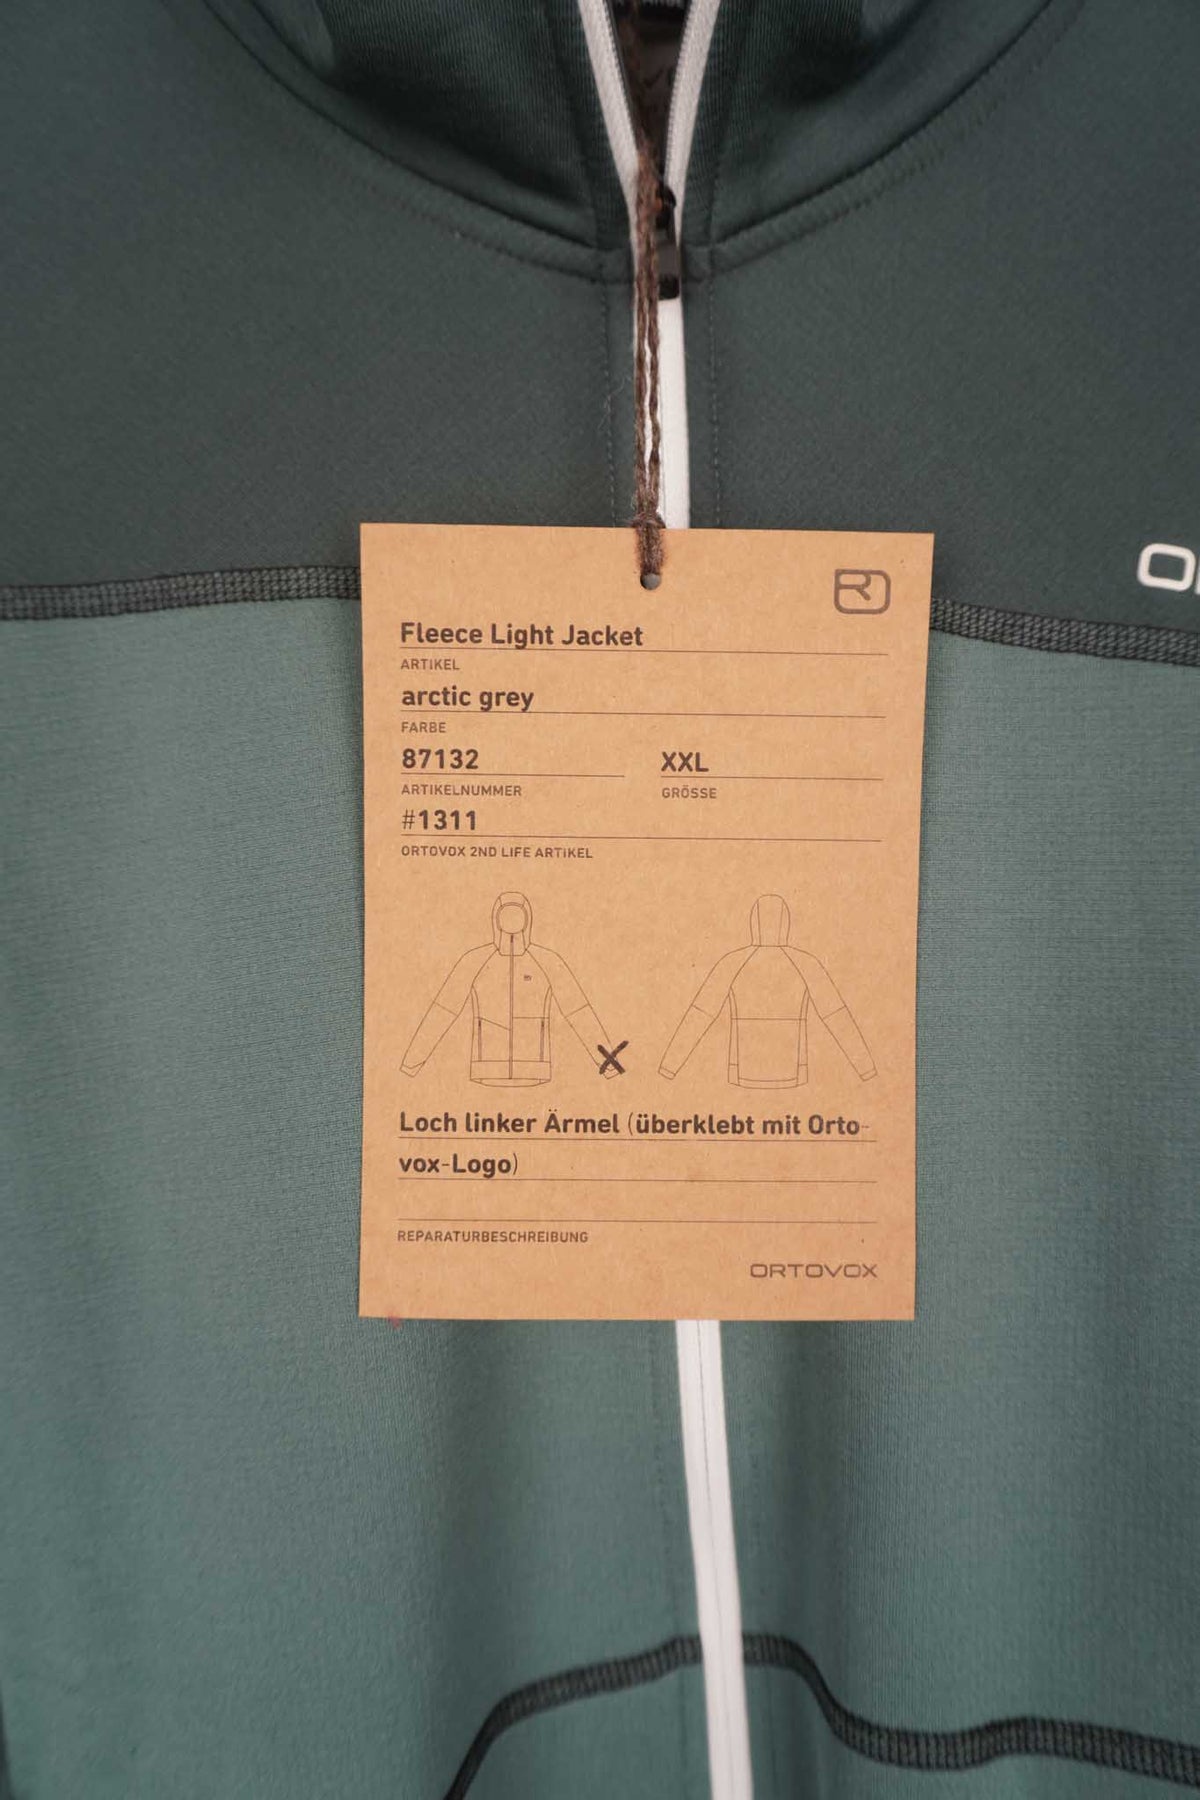 Fleece Light Jacket
ARTIKEL
arctic grey
FARBE
87132 XXL
ARTIKELNUMMER GRÖSSE
#1311
ORTOVOX 2ND LIFE ARTIKEL
Loch linker Ärmel (überklebt mit Orto-
vox-Logo)
REPARATURBESCHREIBUNG
ORTOVOX